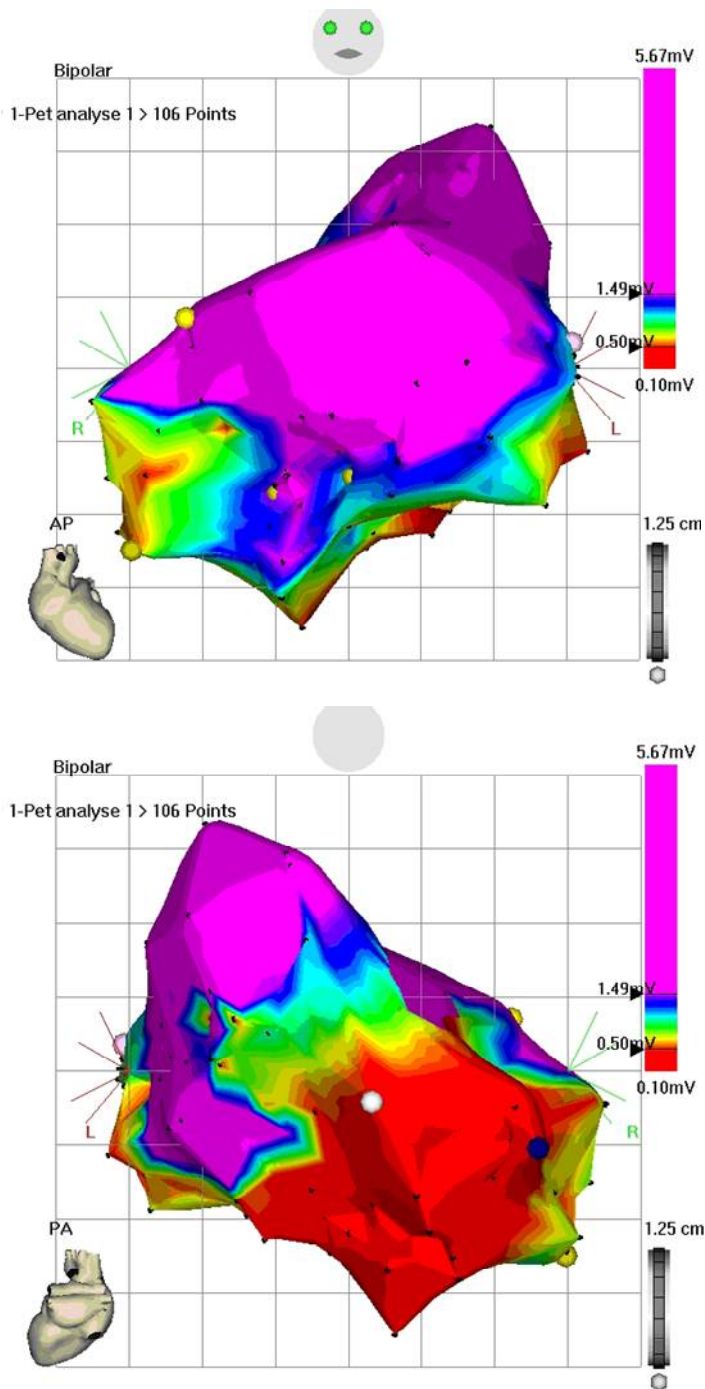 5.67mV
Bipolar
1-Pet analyse 1 > 106 Points
1.49mV
0.50mV
0.10mV
R
L
AP
1.25 cm
5.67mV
Bipolar
1-Pet analyse 1 > 106 Points
1.49mV
0.50mV
0.10mV
L
R
PA
1.25 cm